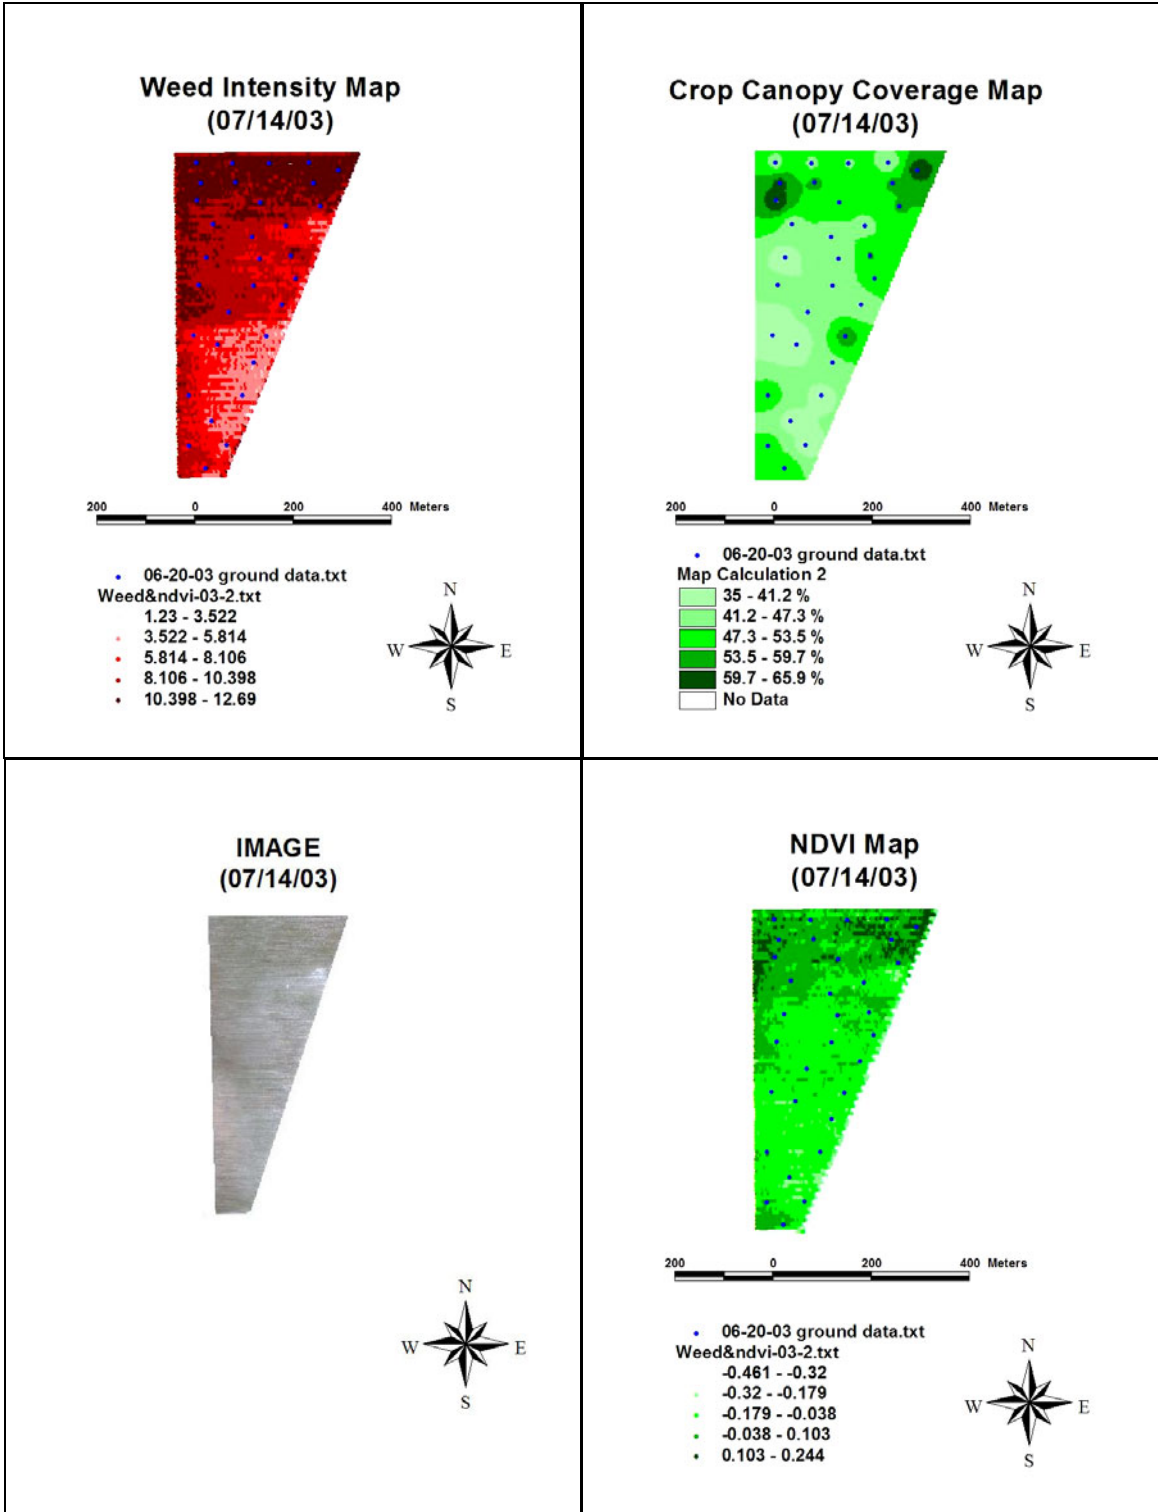 Weed Intensity Map
(07/14/03)
200 0 200 400 Meters
06-20-03 ground data.txt
Weed&ndvi-03-2.txt
1.23 - 3.522
3.522 - 5.814
5.814 - 8.106
8.106 - 10.398
10.398 - 12.69
N
W E
S
Crop Canopy Coverage Map
(07/14/03)
200 0 200 400 Meters
06-20-03 ground data.txt
Map Calculation 2
35 - 41.2 %
41.2 - 47.3 %
47.3 - 53.5 %
53.5 - 59.7 %
59.7 - 65.9 %
No Data
N
W E
S
IMAGE
(07/14/03)
N
W E
S
NDVI Map
(07/14/03)
200 0 200 400 Meters
06-20-03 ground data.txt
Weed&ndvi-03-2.txt
-0.461 - -0.32
-0.32 - -0.179
-0.179 - -0.038
-0.038 - 0.103
0.103 - 0.244
N
W E
S